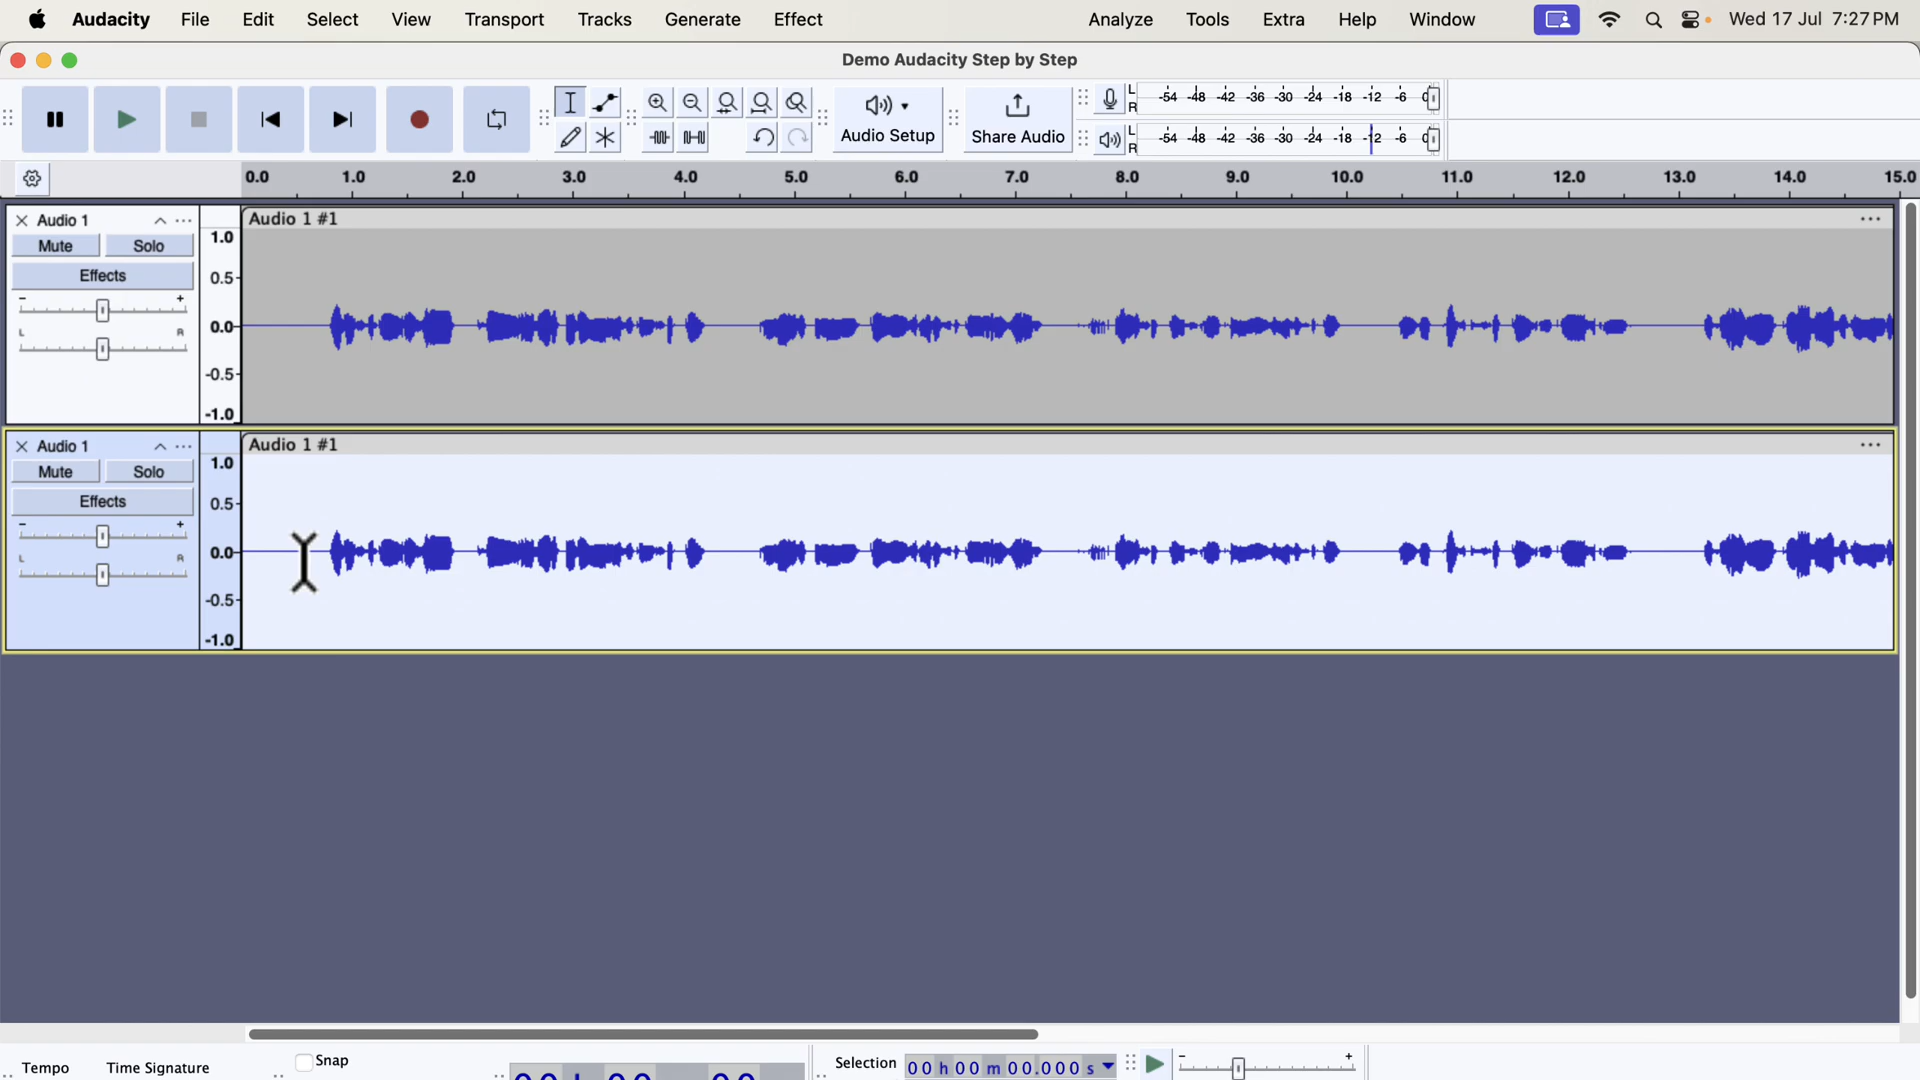 Audacity File Edit Select View Transport Tracks Generate Effect Analyze Tools Extra Help Window Wed 17 Jul 7:27 PM
Demo Audacity Step by Step
Audio Setup Share Audio
L R -54 -48 -42 -36 -30 -24 -18 -12 -6 0
L R -54 -48 -42 -36 -30 -24 -18 -12 -6 0
0.0 1.0 2.0 3.0 4.0 5.0 6.0 7.0 8.0 9.0 10.0 11.0 12.0 13.0 14.0 15.0
Audio 1 Audio 1 #1
Mute Solo 1.0
Effects 0.5
- +
L R 0.0
-0.5
-1.0
Audio 1 Audio 1 #1
Mute Solo 1.0
Effects 0.5
- +
L R 0.0
-0.5
-1.0
Tempo Time Signature Snap Selection 00 h 00 m 00.000 s - +